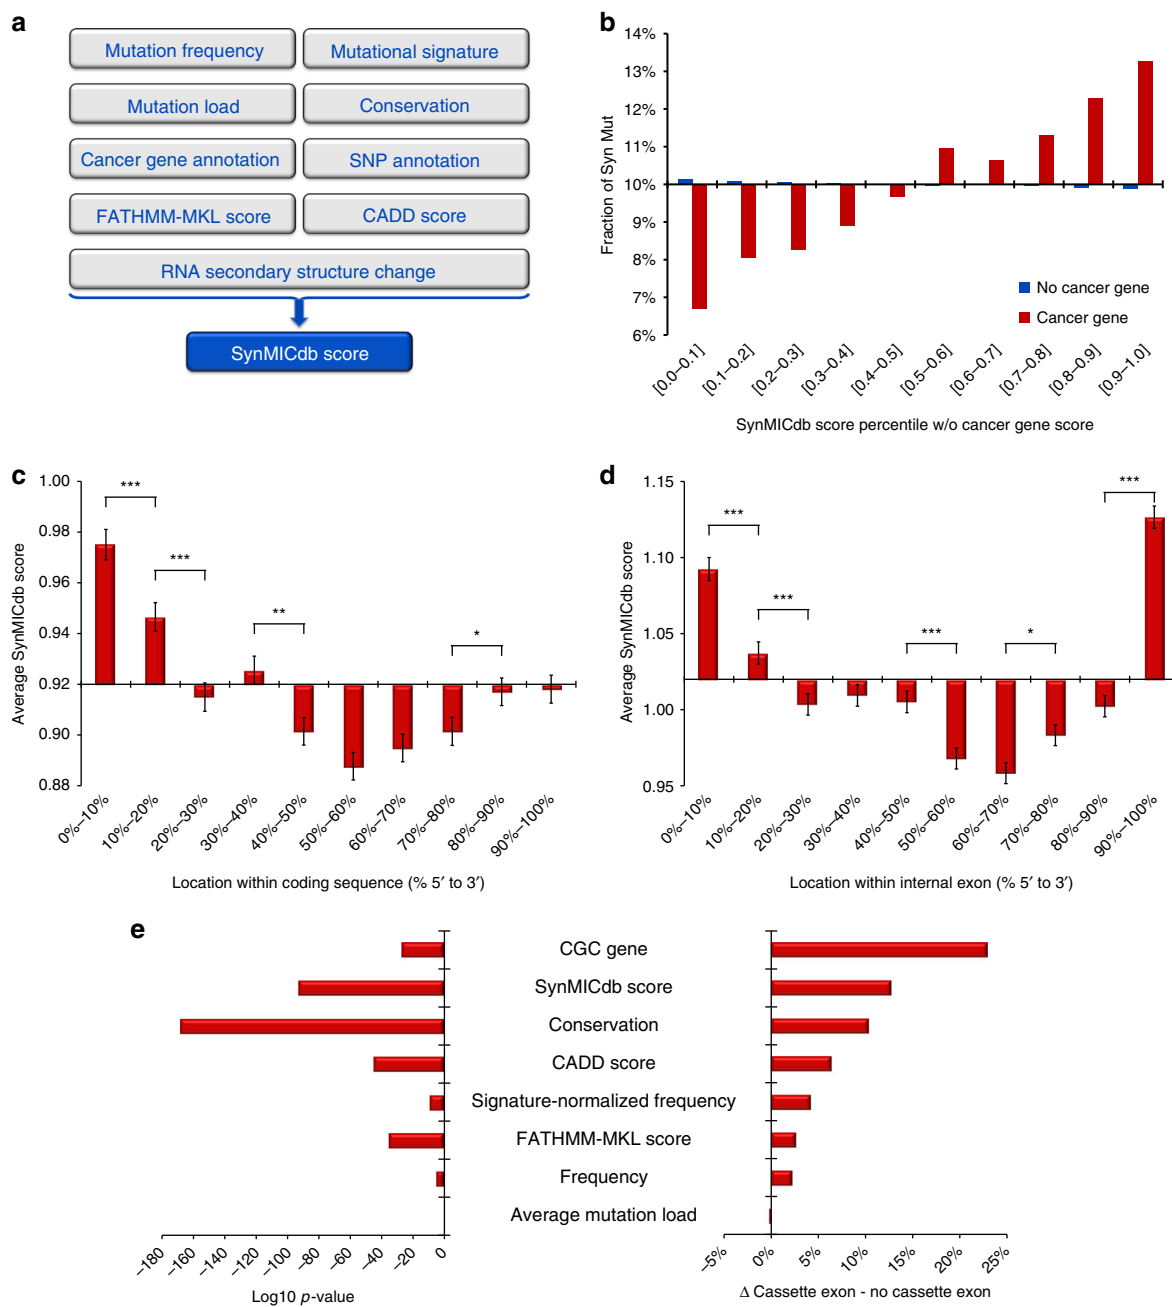 a
Mutation frequency
Mutational signature
Mutation load
Conservation
Cancer gene annotation
SNP annotation
FATHMM-MKL score
CADD score
RNA secondary structure change
SynMICdb score
b
14%
13%
12%
11%
10%
9%
8%
7%
6%
Fraction of Syn Mut
No cancer gene
Cancer gene
[0.0–0.1]
[0.1–0.2]
[0.2–0.3]
[0.3–0.4]
[0.4–0.5]
[0.5–0.6]
[0.6–0.7]
[0.7–0.8]
[0.8–0.9]
[0.9–1.0]
SynMICdb score percentile w/o cancer gene score
c
1.00
0.98
0.96
0.94
0.92
0.90
0.88
Average SynMICdb score
***
***
**
*
0%–10%
10%–20%
20%–30%
30%–40%
40%–50%
50%–60%
60%–70%
70%–80%
80%–90%
90%–100%
Location within coding sequence (% 5′ to 3′)
d
1.15
1.10
1.05
1.00
0.95
Average SynMICdb score
***
***
***
*
***
0%–10%
10%–20%
20%–30%
30%–40%
40%–50%
50%–60%
60%–70%
70%–80%
80%–90%
90%–100%
Location within internal exon (% 5′ to 3′)
e
CGC gene
SynMICdb score
Conservation
CADD score
Signature-normalized frequency
FATHMM-MKL score
Frequency
Average mutation load
–180
–160
–140
–120
–100
–80
–60
–40
–20
0
Log10 p-value
–5%
0%
5%
10%
15%
20%
25%
Δ Cassette exon - no cassette exon